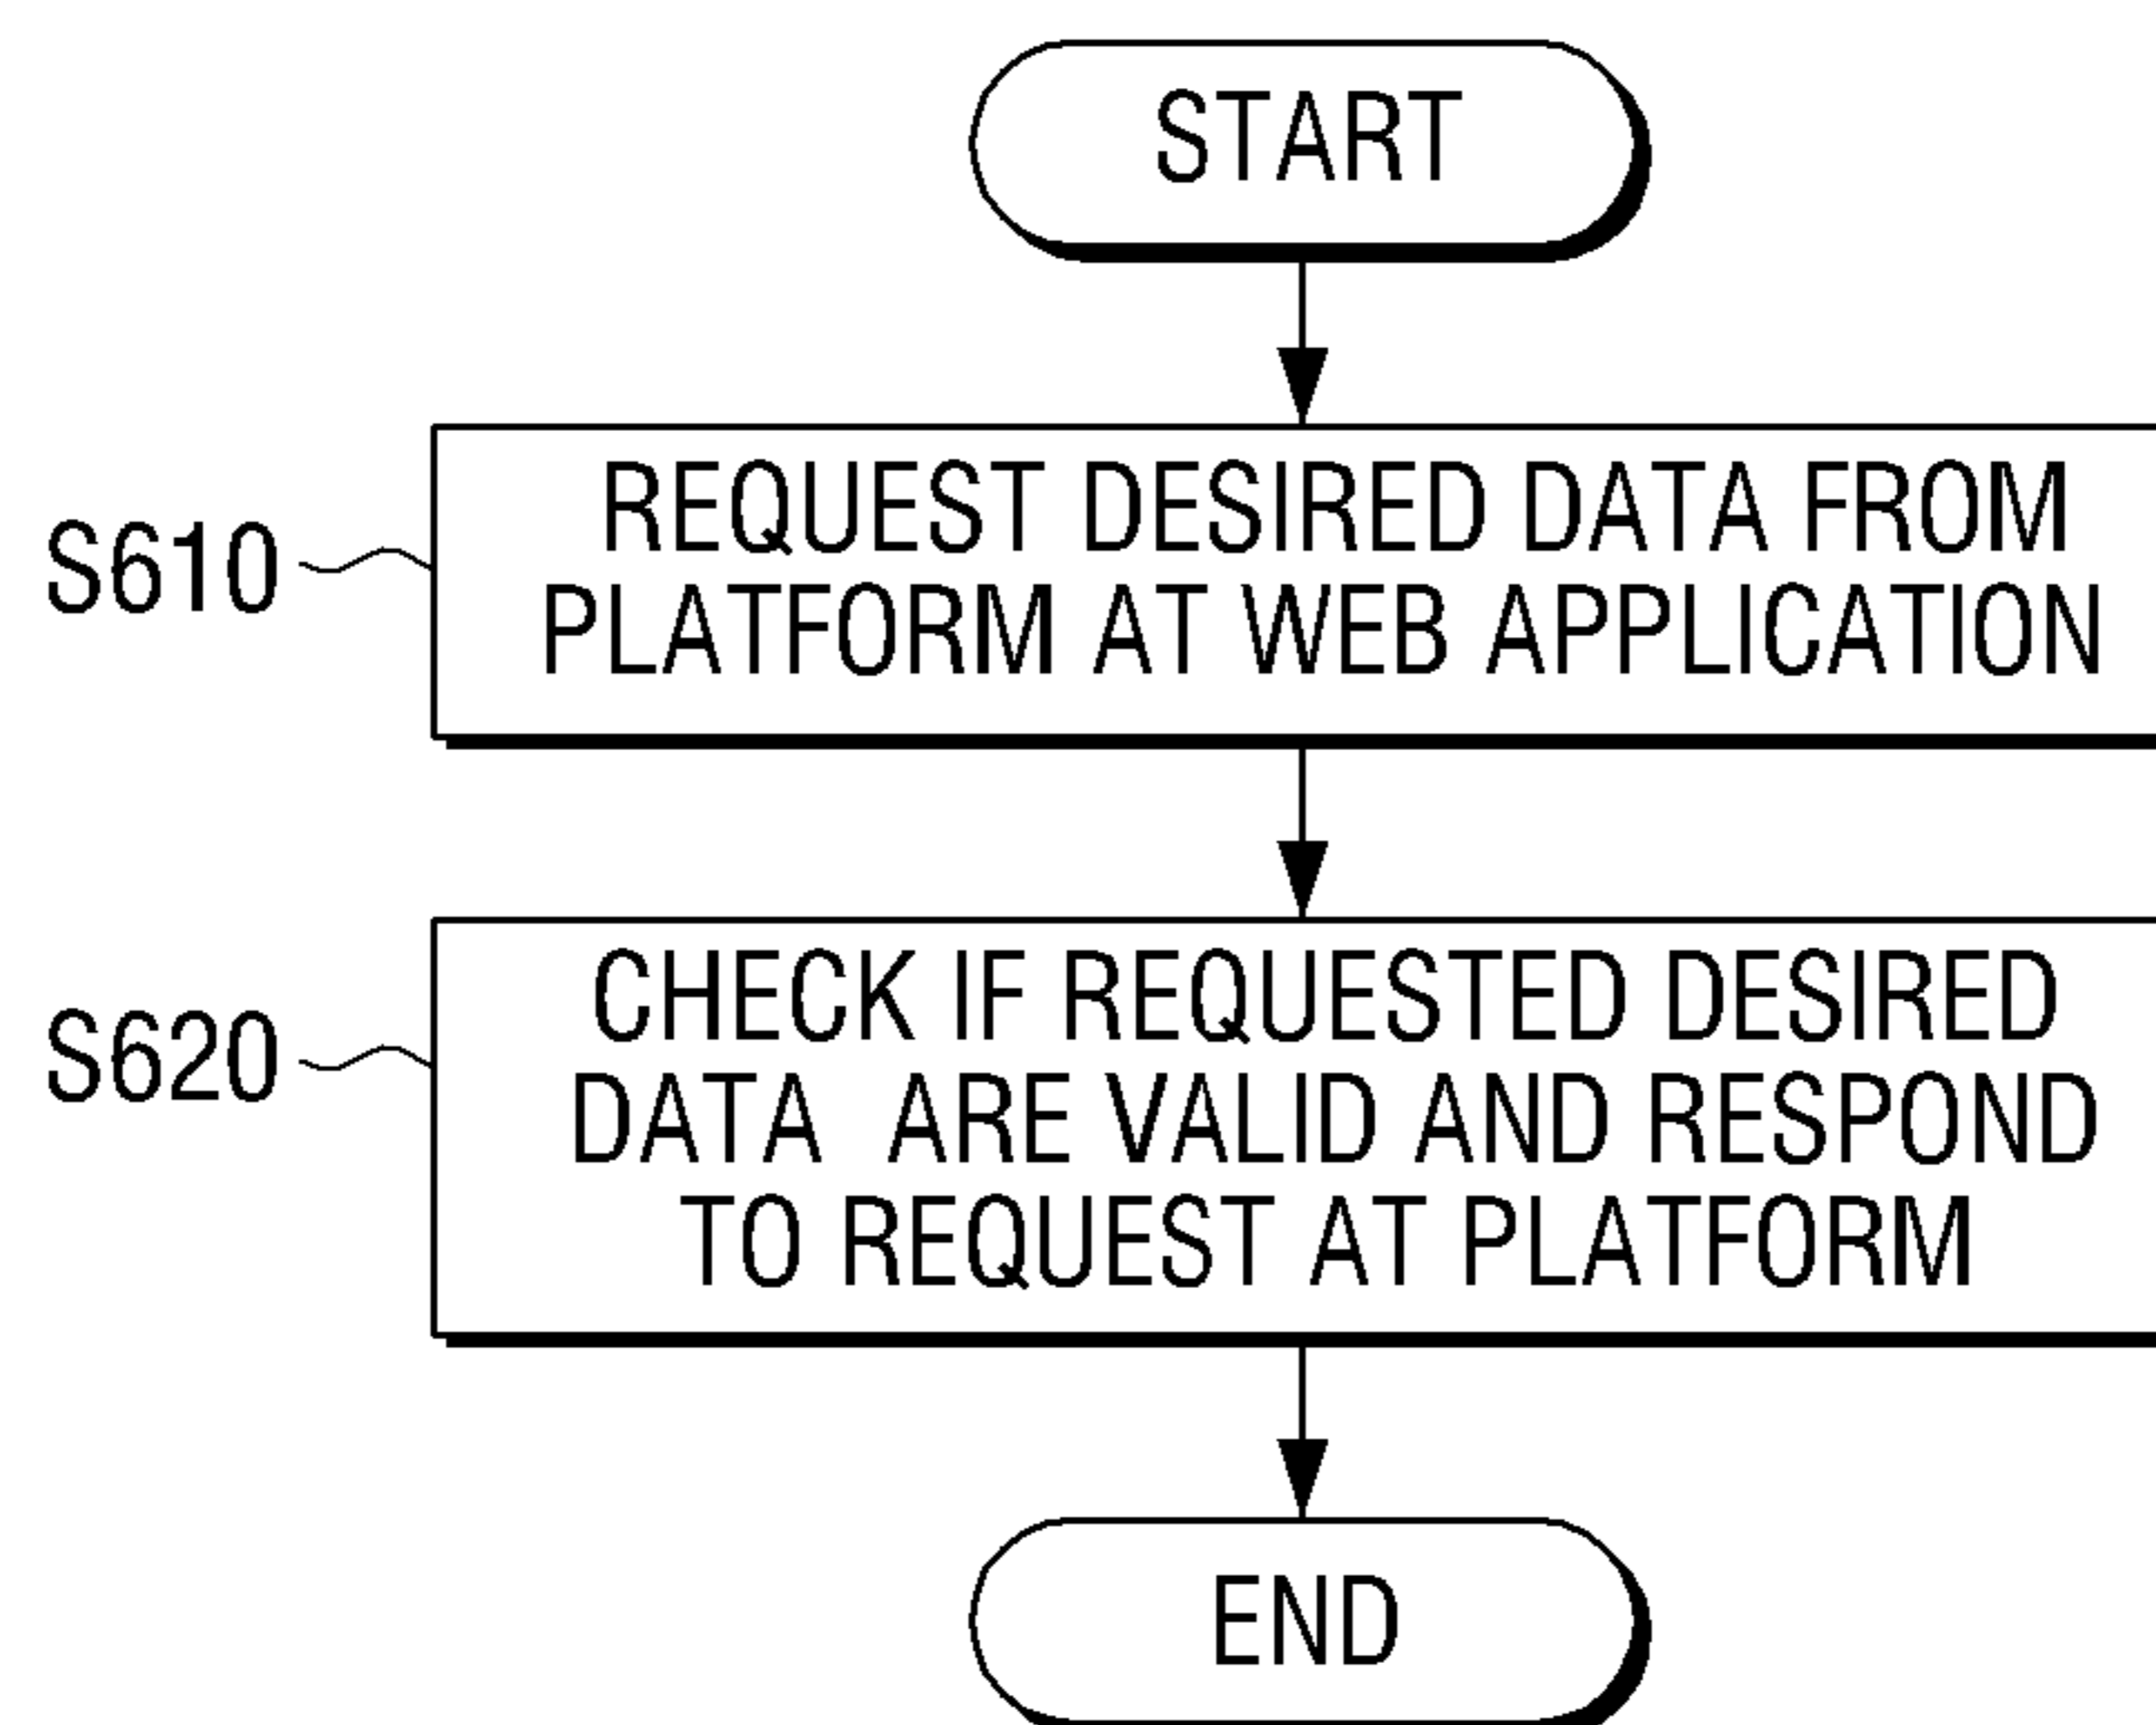 START
S610
REQUEST DESIRED DATA FROM
PLATFORM AT WEB APPLICATION
S620
CHECK IF REQUESTED DESIRED
DATA ARE VALID AND RESPOND
TO REQUEST AT PLATFORM
END